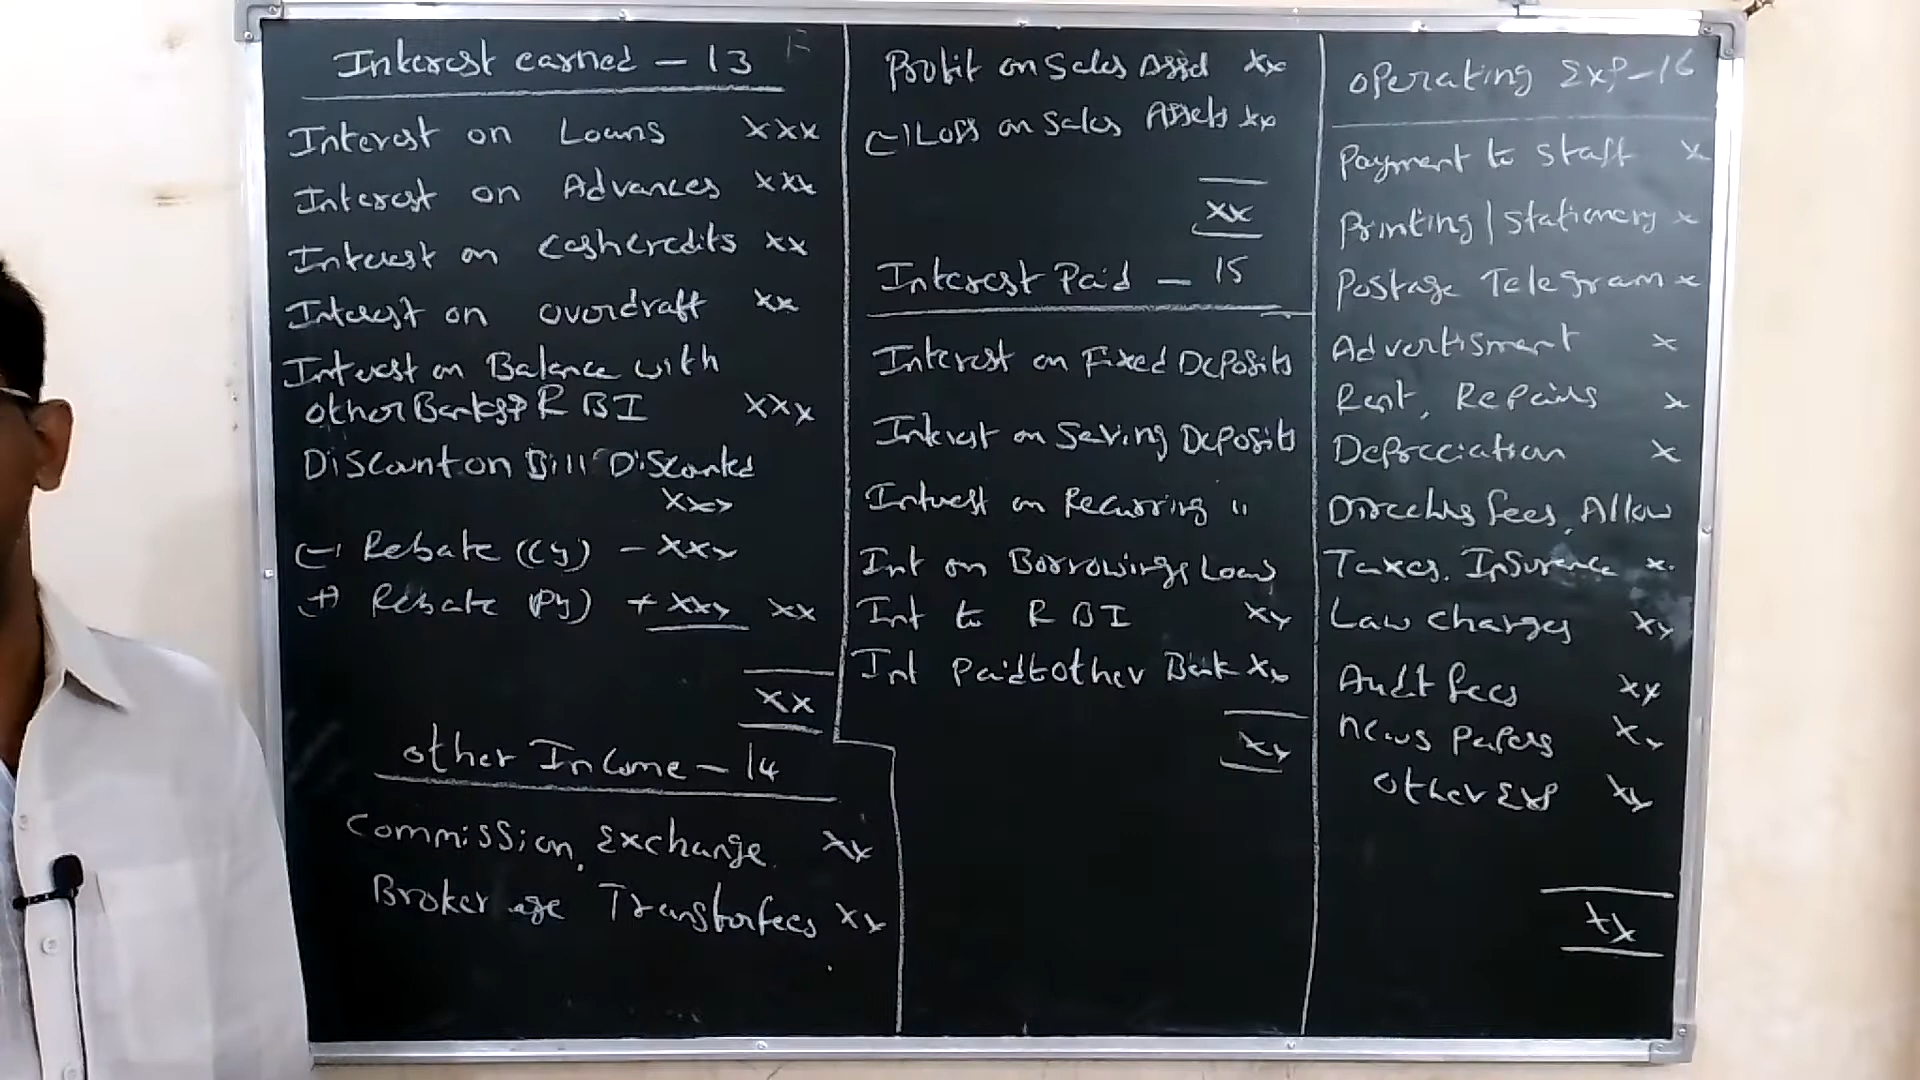 Interest earned - 13
Interest on Loans xxx
Interest on Advances xxx
Interest on cash credits xx
Interest on overdraft xx
Interest on Balance with
other Banks & RBI xxx
Discount on Bill Discounted
xxx
(-) Rebate (cy) - xxx
(+) Rebate (Py) + xxx xx
xx
other Income - 14
Commission, Exchange xx
Brokerage Transforfees xx
Profit on Sales Assd xx
(-) Loss on Sales Assets xx
xx
Interest Paid - 15
Interest on Fixed Deposits
Interest on Saving Deposits
Interest on Recurring "
Int on Borrowings Loans
Int to RBI xx
Int Paid to other Bank xx
xx
Operating Exp - 16
Payment to Staff x
Printing | Stationery x
Postage Telegram x
Advertisment x
Rent, Repairs x
Depreciation x
Directors fees, Allow
Taxes, Insurence x
Law charges xx
Audit fees xx
News papers xx
other Exp xx
xx